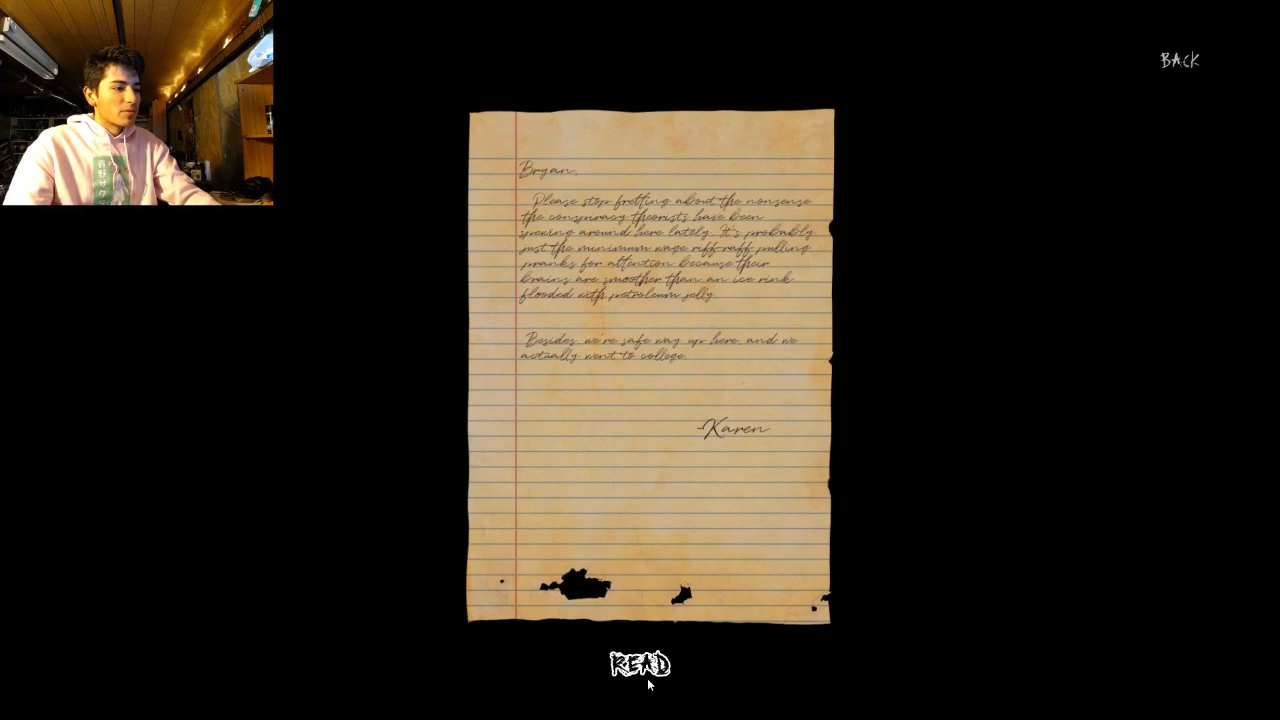 BACK
Bryan,
Please stop fretting about the nonsense
the conspiracy theorists have been
spewing around here lately. It's probably
just the minimum wage riff-raff pulling
pranks for attention because their
brains are smoother than an ice rink
flooded with petroleum jelly.
Besides, we're safe way up here, and we
actually went to college.
-Karen
READ